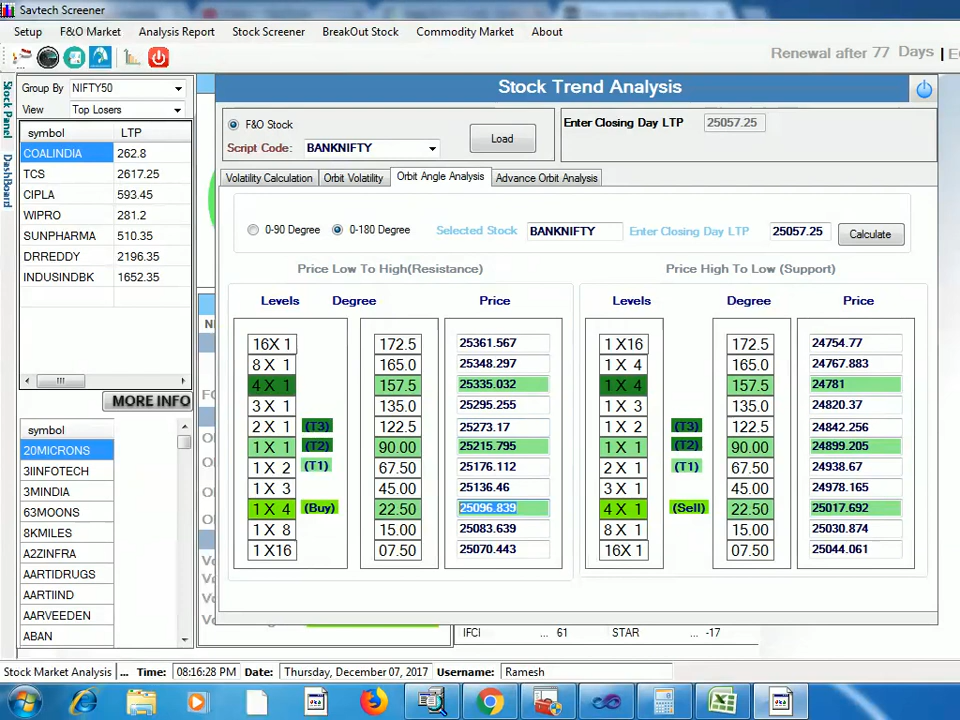 Savtech Screener
Setup F&O Market Analysis Report Stock Screener BreakOut Stock Commodity Market About
Renewal after 77 Days |
Stock Panel
DashBoard
Group By NIFTY50
View Top Losers
symbol LTP
COALINDIA 262.8
TCS 2617.25
CIPLA 593.45
WIPRO 281.2
SUNPHARMA 510.35
DRREDDY 2196.35
INDUSINDBK 1652.35
MORE INFO
symbol
20MICRONS
3IINFOTECH
3MINDIA
63MOONS
8KMILES
A2ZINFRA
AARTIDRUGS
AARTIIND
AARVEEDEN
ABAN
Stock Trend Analysis
F&O Stock
Script Code: BANKNIFTY
Load
Enter Closing Day LTP 25057.25
Volatility Calculation Orbit Volatility Orbit Angle Analysis Advance Orbit Analysis
0-90 Degree 0-180 Degree Selected Stock BANKNIFTY Enter Closing Day LTP 25057.25 Calculate
Price Low To High(Resistance) Price High To Low (Support)
Levels Degree Price Levels Degree Price
16X 1 172.5 25361.567 1 X16 172.5 24754.77
8 X 1 165.0 25348.297 1 X 4 165.0 24767.883
4 X 1 157.5 25335.032 1 X 4 157.5 24781
3 X 1 135.0 25295.255 1 X 3 135.0 24820.37
2 X 1 (T3) 122.5 25273.17 1 X 2 (T3) 122.5 24842.256
1 X 1 (T2) 90.00 25215.795 1 X 1 (T2) 90.00 24899.205
1 X 2 (T1) 67.50 25176.112 2 X 1 (T1) 67.50 24938.67
1 X 3 45.00 25136.46 3 X 1 45.00 24978.165
1 X 4 (Buy) 22.50 25096.839 4 X 1 (Sell) 22.50 25017.692
1 X 8 15.00 25083.639 8 X 1 15.00 25030.874
1 X16 07.50 25070.443 16X 1 07.50 25044.061
IFCI ... 61 STAR ... -17
Stock Market Analysis ... Time: 08:16:28 PM Date: Thursday, December 07, 2017 Username: Ramesh